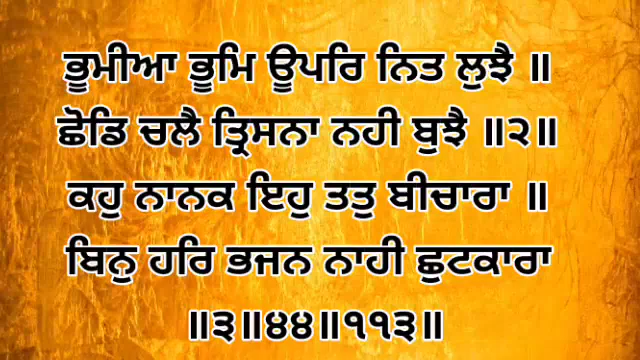 ਭੂਮੀਆ ਭੂਮਿ ਊਪਰਿ ਨਿਤ ਲੁਝੈ ॥
ਛੋਡਿ ਚਲੈ ਤ੍ਰਿਸਨਾ ਨਹੀ ਬੁਝੈ ॥੨॥
ਕਹੁ ਨਾਨਕ ਇਹੁ ਤਤੁ ਬੀਚਾਰਾ ॥
ਬਿਨੁ ਹਰਿ ਭਜਨ ਨਾਹੀ ਛੁਟਕਾਰਾ
॥੩॥੪੪॥੧੧੩॥